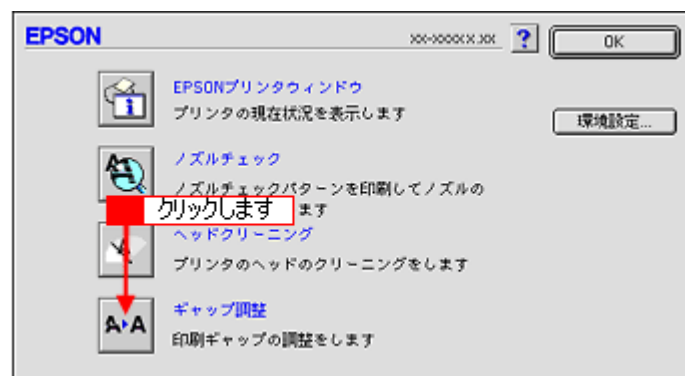 EPSON
xx-xxxx x.xx
?
OK
EPSONプリンタウィンドウ
プリンタの現在状況を表示します
環境設定...
ノズルチェック
ノズルチェックパターンを印刷してノズルの
クリックします
ます
ヘッドクリーニング
プリンタのヘッドのクリーニングをします
ギャップ調整
印刷ギャップの調整をします